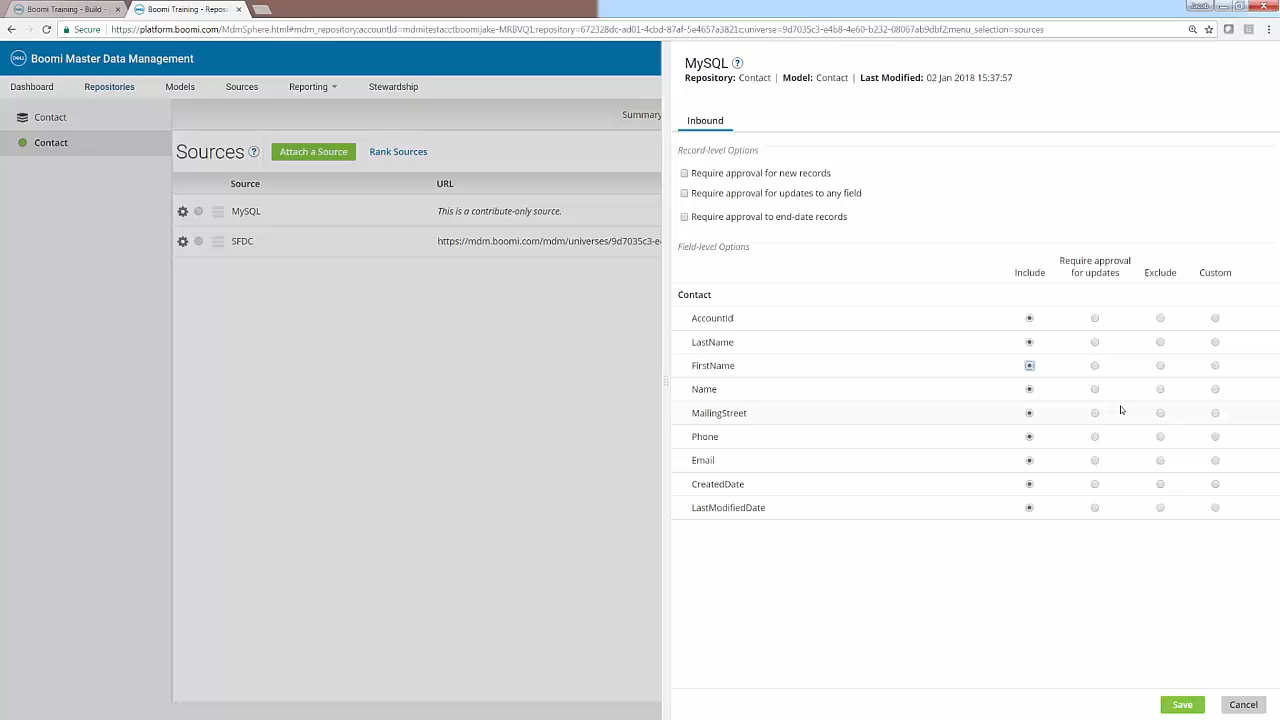 Boomi Training - Build -
Boomi Training - Repos
Jacob
Secure
https://platform.boomi.com/MdmSphere.html#mdm_repository;accountId=mdmitestacctboomijake-MRBVQ1;repository=672328dc-ad01-4cbd-87af-5e4657a3821c;universe=9d7035c3-e4b8-4e60-b232-08067ab9dbf2;menu_selection=sources
DELL Boomi Master Data Management
Dashboard Repositories Models Sources Reporting Stewardship
Contact
Contact
Summary
Sources ? Attach a Source Rank Sources
Source URL
MySQL This is a contribute-only source.
SFDC https://mdm.boomi.com/mdm/universes/9d7035c3-e
MySQL ?
Repository: Contact | Model: Contact | Last Modified: 02 Jan 2018 15:37:57
Inbound
Record-level Options
Require approval for new records
Require approval for updates to any field
Require approval to end-date records
Field-level Options
Include Require approval for updates Exclude Custom
Contact
AccountId
LastName
FirstName
Name
MailingStreet
Phone
Email
CreatedDate
LastModifiedDate
Save Cancel